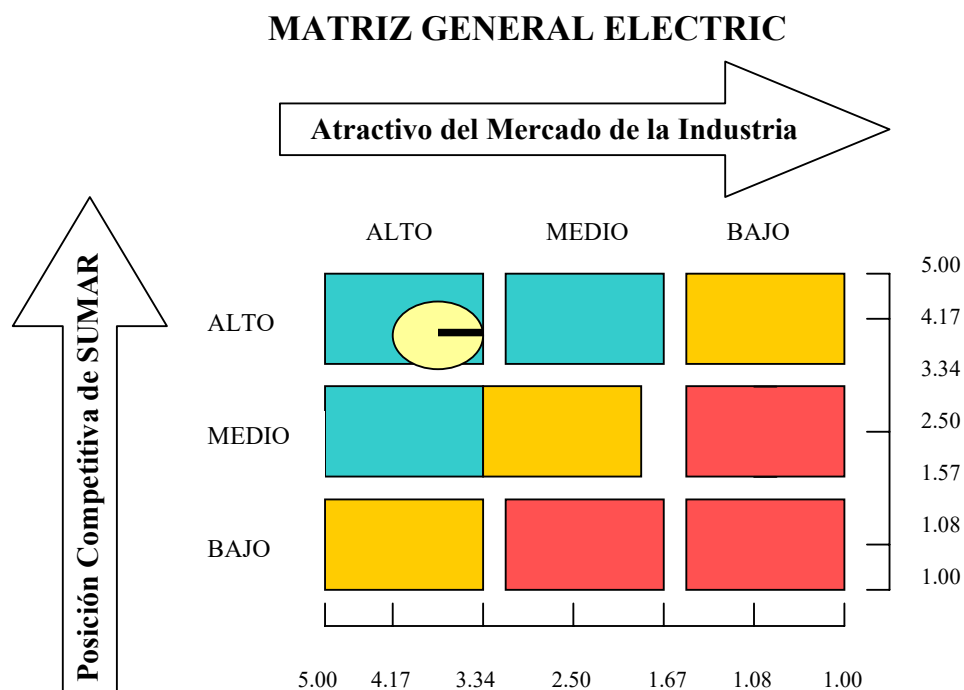 MATRIZ GENERAL ELECTRIC
Atractivo del Mercado de la Industria
Posición Competitiva de SUMAR
ALTO MEDIO BAJO
5.00
ALTO 4.17
3.34
MEDIO 2.50
1.57
BAJO 1.08
1.00
5.00 4.17 3.34 2.50 1.67 1.08 1.00